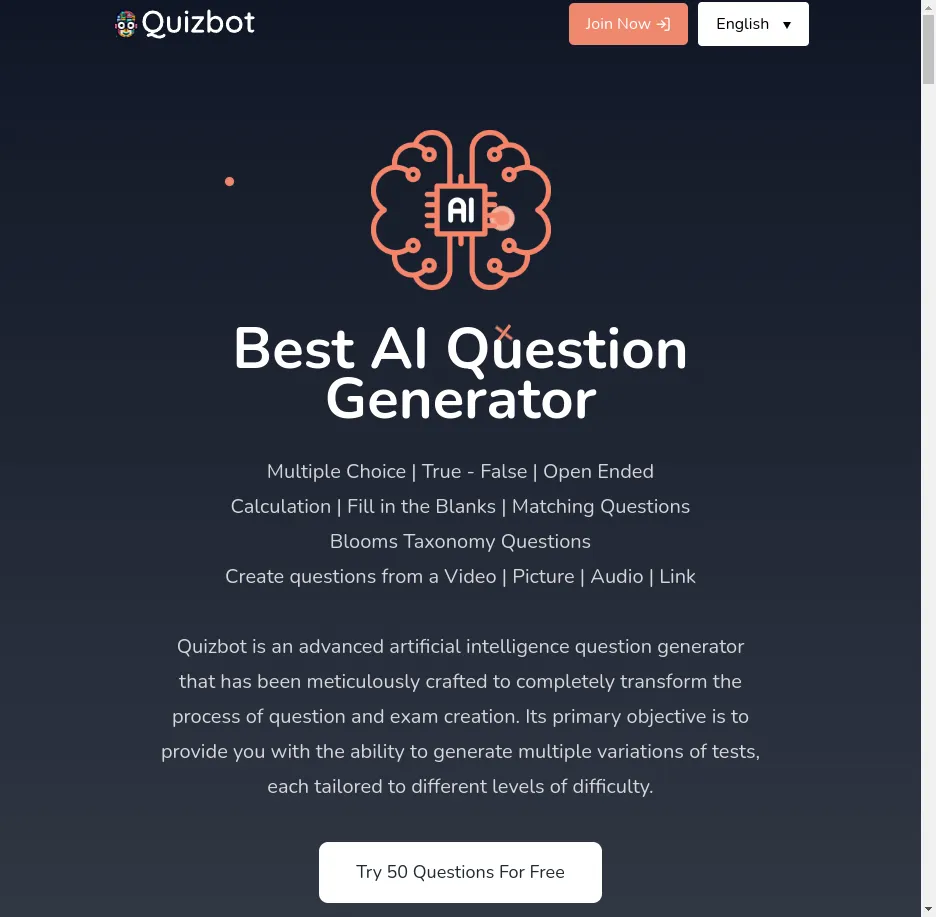 Quizbot
Join Now
English
AI
Best AI Question
Generator
Multiple Choice | True - False | Open Ended
Calculation | Fill in the Blanks | Matching Questions
Blooms Taxonomy Questions
Create questions from a Video | Picture | Audio | Link
Quizbot is an advanced artificial intelligence question generator
that has been meticulously crafted to completely transform the
process of question and exam creation. Its primary objective is to
provide you with the ability to generate multiple variations of tests,
each tailored to different levels of difficulty.
Try 50 Questions For Free